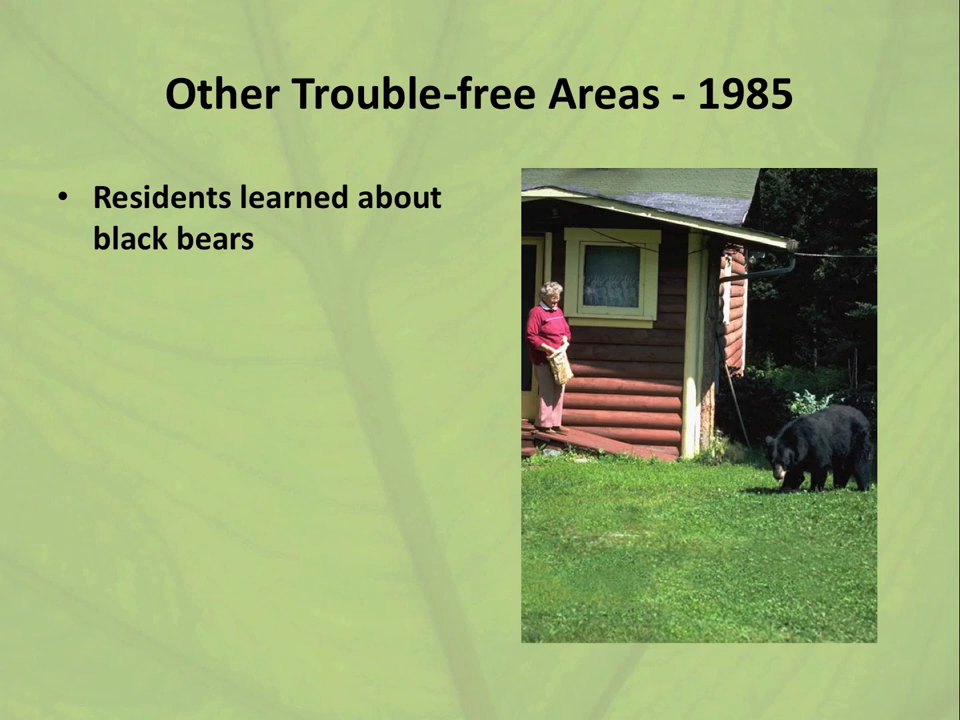 Other Trouble-free Areas - 1985
• Residents learned about
black bears